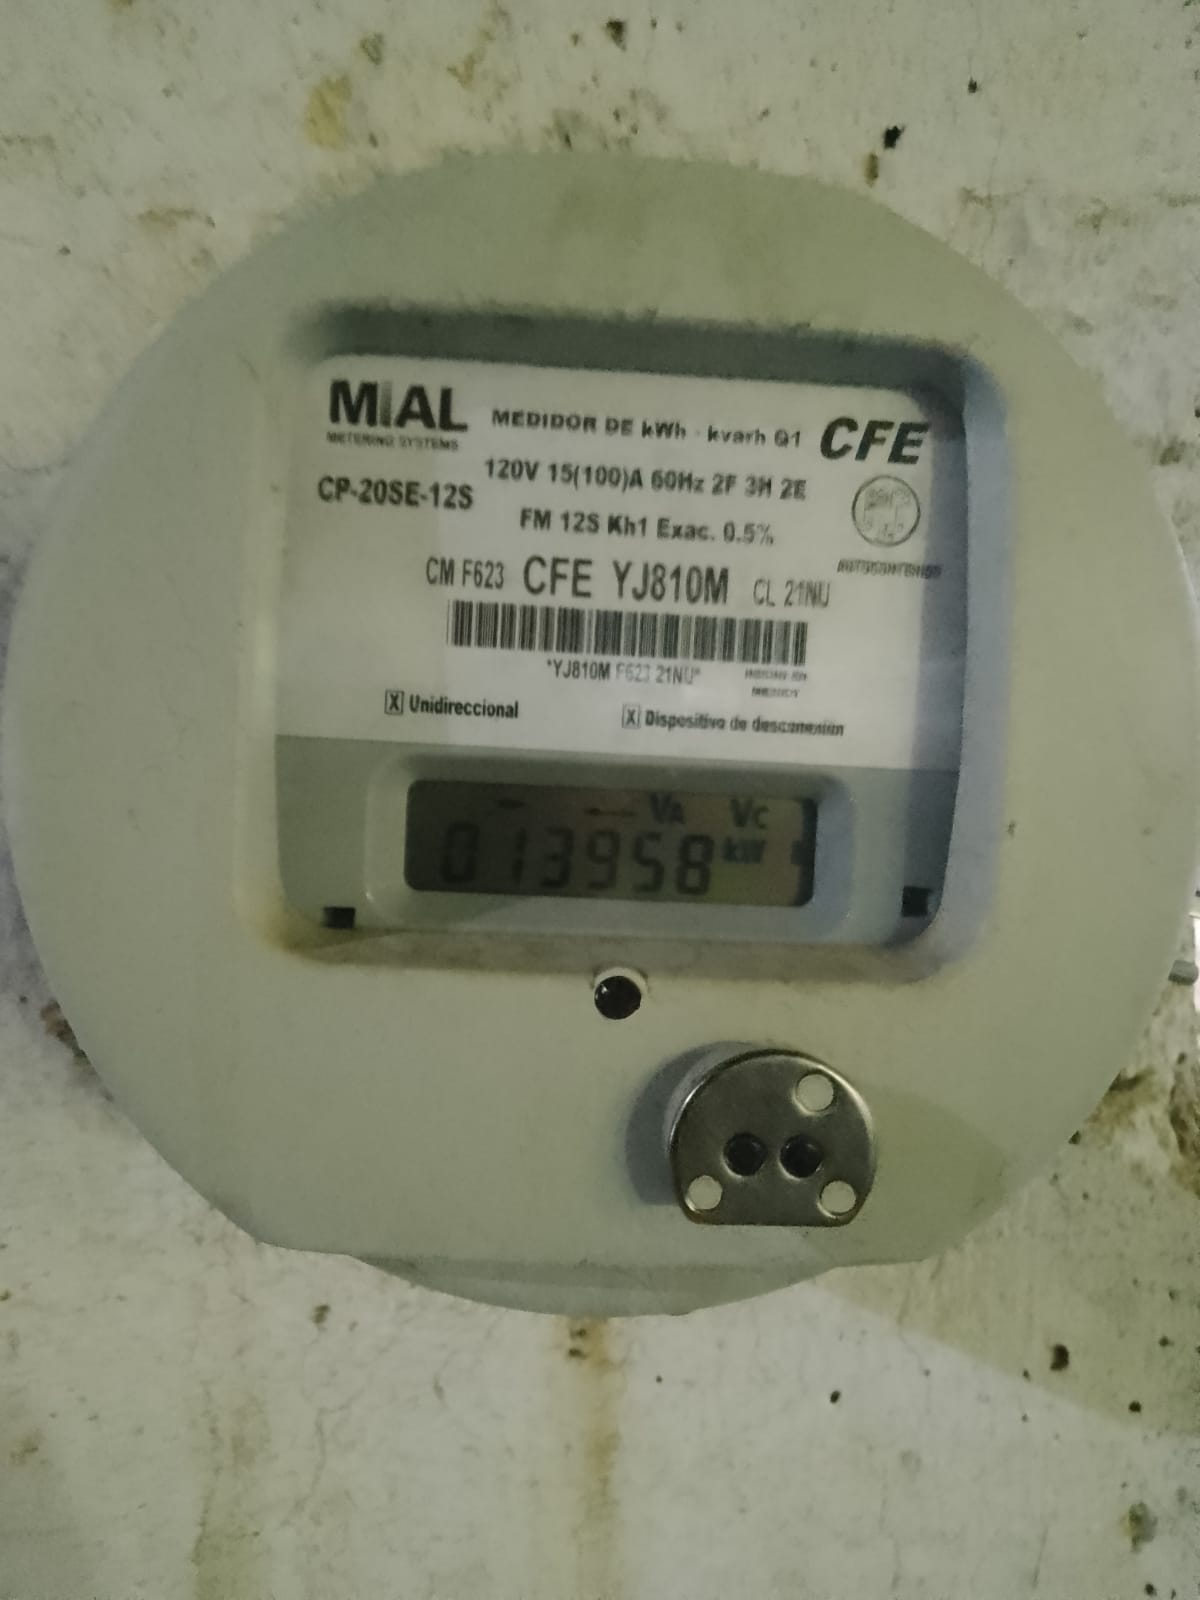 MIAL
METERING SYSTEMS
MEDIDOR DE kWh - kvarh Q1
CFE
120V 15(100)A 60Hz 2F 3H 2E
CP-20SE-12S
FM 12S Kh1 Exac. 0.5%
AUTOCONTENIDO
CM F623 CFE YJ810M CL 21NU
*YJ810M F623 21NU*
X Unidireccional
X Dispositivo de desconexión
VA VC
013958 kW